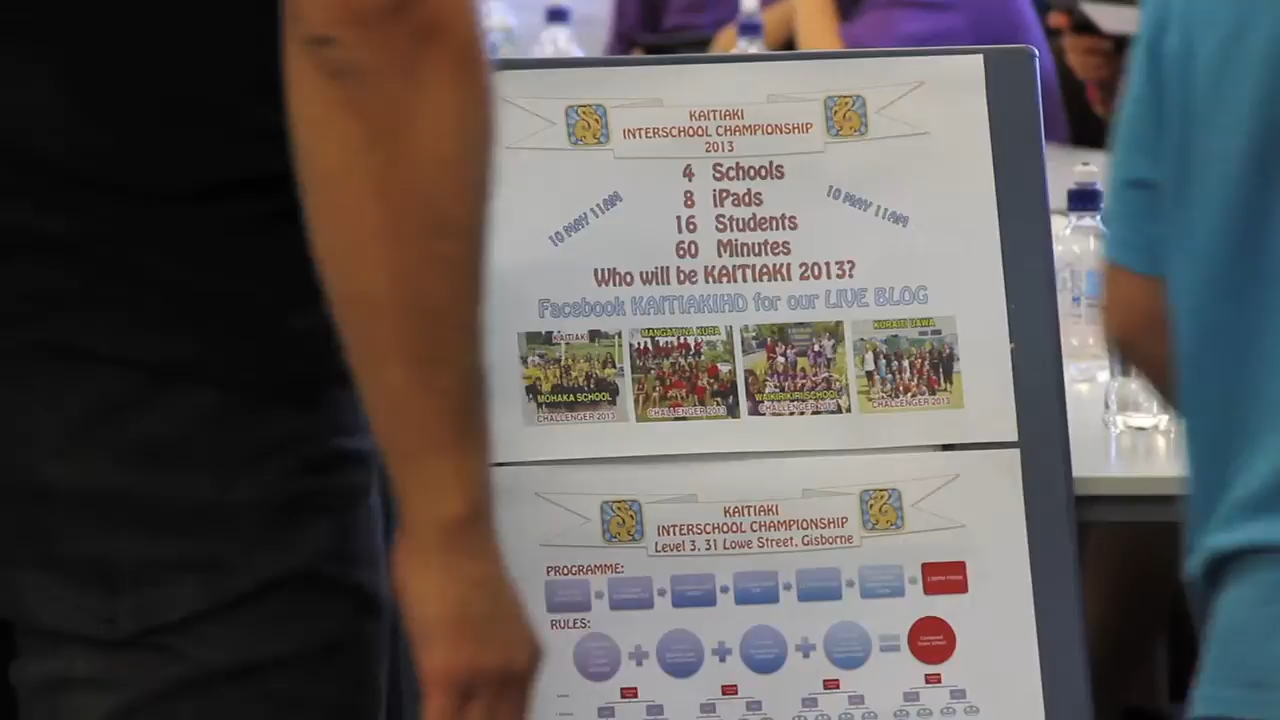 KAITIAKI
INTERSCHOOL CHAMPIONSHIP
2013
4 Schools
8 iPads
16 Students
60 Minutes
10 MAY 11AM
10 MAY 11AM
Who will be KAITIAKI 2013?
Facebook KAITIAKIHD for our LIVE BLOG
KAITIAKI
MOHAKA SCHOOL
CHALLENGER 2013
MANGATUNA KURA
CHALLENGER 2013
WAIKIRIKIRI SCHOOL
CHALLENGER 2013
KURAITI UAWA
CHALLENGER 2013
KAITIAKI
INTERSCHOOL CHAMPIONSHIP
Level 3, 31 Lowe Street, Gisborne
PROGRAMME:
RULES: